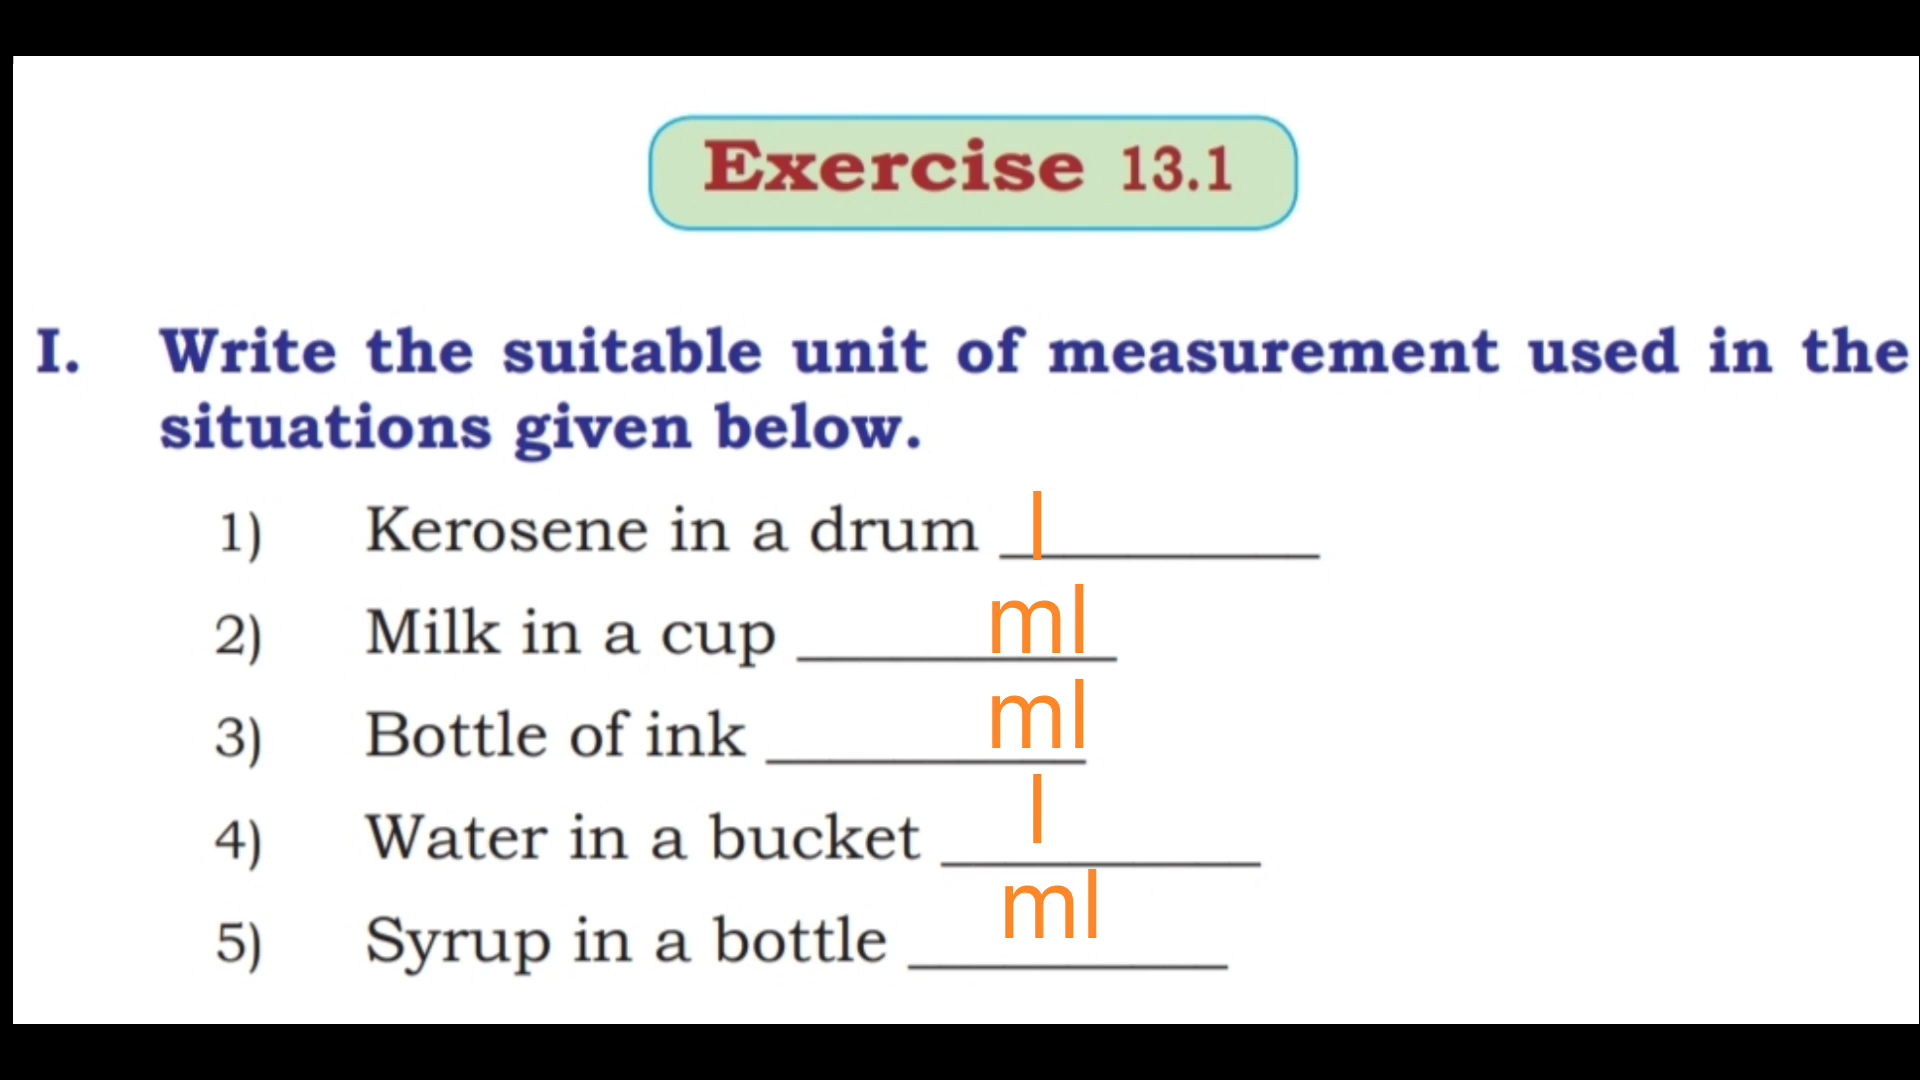 Exercise 13.1
I. Write the suitable unit of measurement used in the
situations given below.
1) Kerosene in a drum l
2) Milk in a cup ml
3) Bottle of ink ml
4) Water in a bucket l
5) Syrup in a bottle ml